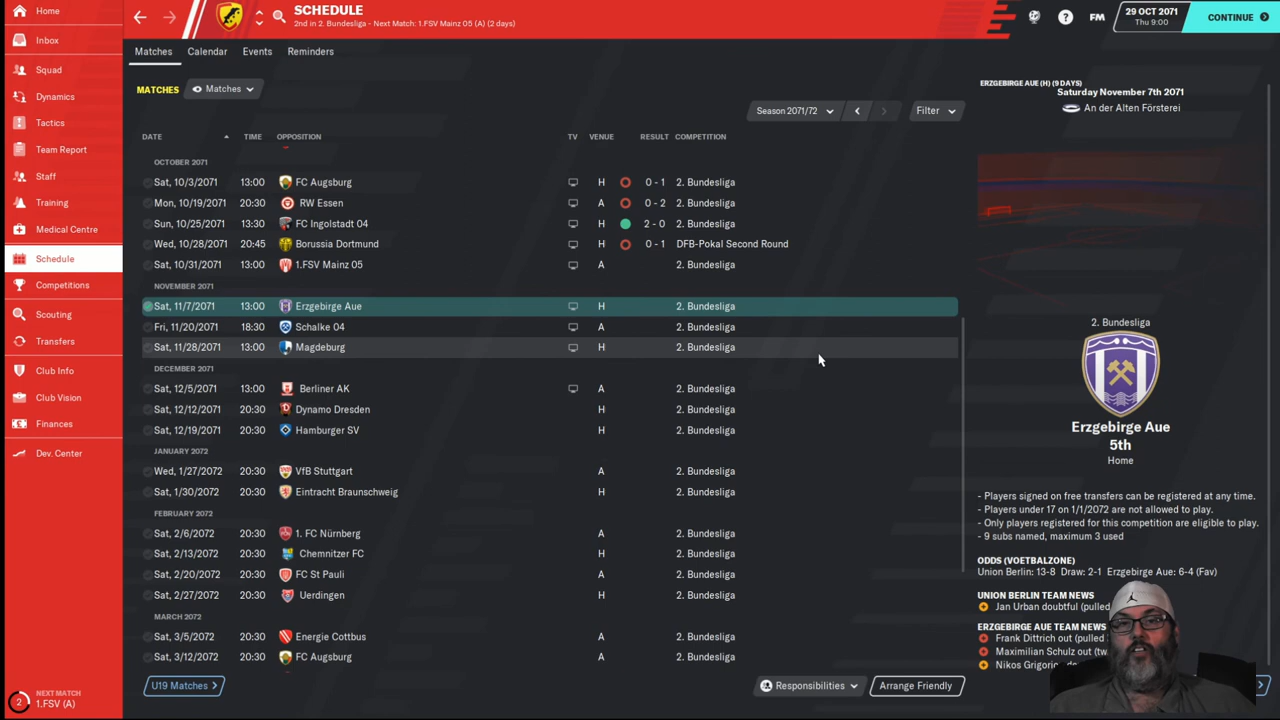 Home
Inbox
Squad
Dynamics
Tactics
Team Report
Staff
Training
Medical Centre
Schedule
Competitions
Scouting
Transfers
Club Info
Club Vision
Finances
Dev. Center
2
NEXT MATCH
1.FSV (A)
SCHEDULE
2nd in 2. Bundesliga - Next Match: 1.FSV Mainz 05 (A) (2 days)
? FM
29 OCT 2071
Thu 9:00
CONTINUE
Matches Calendar Events Reminders
MATCHES Matches
Season 2071/72 Filter
DATE TIME OPPOSITION TV VENUE RESULT COMPETITION
OCTOBER 2071
Sat, 10/3/2071 13:00 FC Augsburg H 0 - 1 2. Bundesliga
Mon, 10/19/2071 20:30 RW Essen A 0 - 2 2. Bundesliga
Sun, 10/25/2071 13:30 FC Ingolstadt 04 H 2 - 0 2. Bundesliga
Wed, 10/28/2071 20:45 Borussia Dortmund H 0 - 1 DFB-Pokal Second Round
Sat, 10/31/2071 13:00 1.FSV Mainz 05 A 2. Bundesliga
NOVEMBER 2071
Sat, 11/7/2071 13:00 Erzgebirge Aue H 2. Bundesliga
Fri, 11/20/2071 18:30 Schalke 04 A 2. Bundesliga
Sat, 11/28/2071 13:00 Magdeburg H 2. Bundesliga
DECEMBER 2071
Sat, 12/5/2071 13:00 Berliner AK A 2. Bundesliga
Sat, 12/12/2071 20:30 Dynamo Dresden H 2. Bundesliga
Sat, 12/19/2071 20:30 Hamburger SV H 2. Bundesliga
JANUARY 2072
Wed, 1/27/2072 20:30 VfB Stuttgart A 2. Bundesliga
Sat, 1/30/2072 20:30 Eintracht Braunschweig H 2. Bundesliga
FEBRUARY 2072
Sat, 2/6/2072 20:30 1. FC Nürnberg A 2. Bundesliga
Sat, 2/13/2072 20:30 Chemnitzer FC H 2. Bundesliga
Sat, 2/20/2072 20:30 FC St Pauli A 2. Bundesliga
Sat, 2/27/2072 20:30 Uerdingen H 2. Bundesliga
MARCH 2072
Sat, 3/5/2072 20:30 Energie Cottbus A 2. Bundesliga
Sat, 3/12/2072 20:30 FC Augsburg A 2. Bundesliga
U19 Matches
Responsibilities Arrange Friendly
ERZGEBIRGE AUE (H) (9 DAYS)
Saturday November 7th 2071
An der Alten Försterei
2. Bundesliga
Erzgebirge Aue
5th
Home
- Players signed on free transfers can be registered at any time.
- Players under 17 on 1/1/2072 are not allowed to play.
- Only players registered for this competition are eligible to play.
- 9 subs named, maximum 3 used
ODDS (VOETBALZONE)
Union Berlin: 13-8 Draw: 2-1 Erzgebirge Aue: 6-4 (Fav)
UNION BERLIN TEAM NEWS
Jan Urban doubtful (pulled
ERZGEBIRGE AUE TEAM NEWS
Frank Dittrich out (pulled
Maximilian Schulz out (tw
Nikos Grigorio